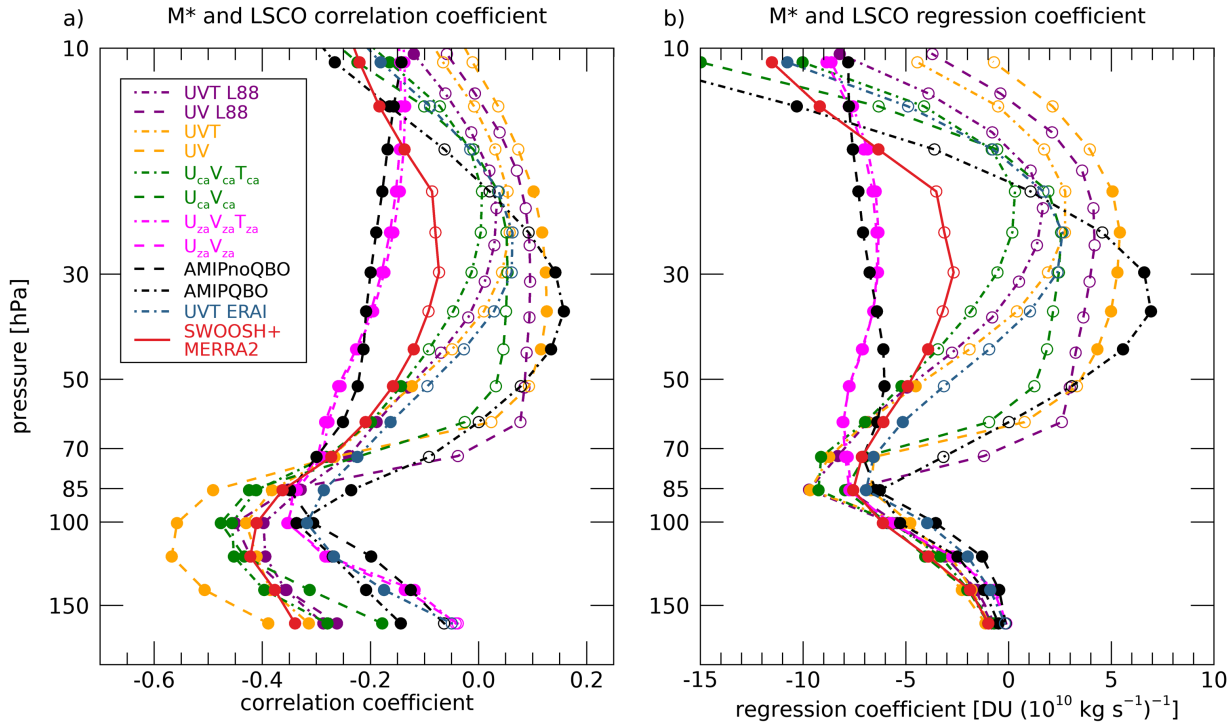 a) M* and LSCO correlation coefficient
b) M* and LSCO regression coefficient
pressure [hPa]
10
30
50
70
85
100
150
UVT L88
UV L88
UVT
UV
UcaVcaTca
UcaVca
UzaVzaTza
UzaVza
AMIPnoQBO
AMIPQBO
UVT ERAI
SWOOSH+
MERRA2
-0.6 -0.4 -0.2 0.0 0.2
correlation coefficient
10
30
50
70
85
100
150
-15 -10 -5 0 5 10
regression coefficient [DU (10¹⁰ kg s⁻¹)⁻¹]